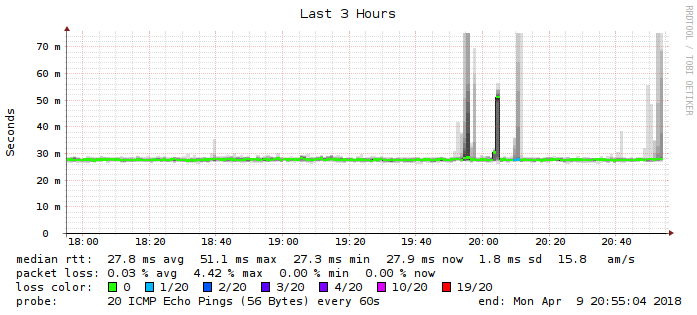 Last 3 Hours
RRDTOOL / TOBI OETIKER
Seconds
70 m
60 m
50 m
40 m
30 m
20 m
10 m
0
18:00 18:20 18:40 19:00 19:20 19:40 20:00 20:20 20:40
median rtt: 27.8 ms avg 51.1 ms max 27.3 ms min 27.9 ms now 1.8 ms sd 15.8 am/s
packet loss: 0.03 % avg 4.42 % max 0.00 % min 0.00 % now
loss color: 0 1/20 2/20 3/20 4/20 10/20 19/20
probe: 20 ICMP Echo Pings (56 Bytes) every 60s end: Mon Apr 9 20:55:04 2018